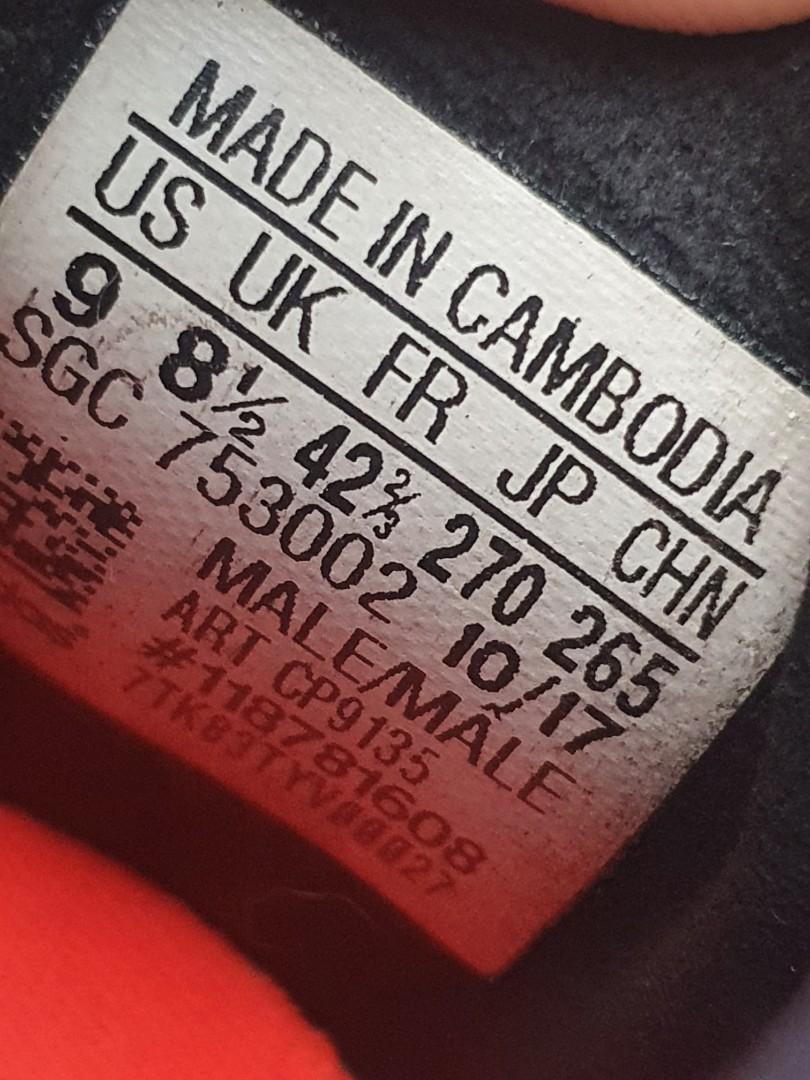 MADE IN CAMBODIA
US UK FR JP CHN
9 8½ 42⅔ 270 265
SGC 753002 10/17
MALE/MÂLE
ART CP9135
#118781608
7TK83TYV00027